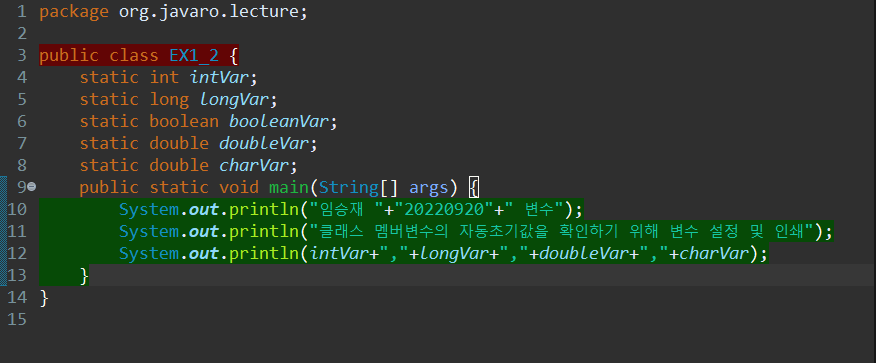 1 package org.javaro.lecture;
2
3 public class EX1_2 {
4     static int intVar;
5     static long longVar;
6     static boolean booleanVar;
7     static double doubleVar;
8     static double charVar;
9     public static void main(String[] args) {
10         System.out.println("임승재 "+"20220920"+" 변수");
11         System.out.println("클래스 멤버변수의 자동초기값을 확인하기 위해 변수 설정 및 인쇄");
12         System.out.println(intVar+","+longVar+","+doubleVar+","+charVar);
13     }
14 }
15